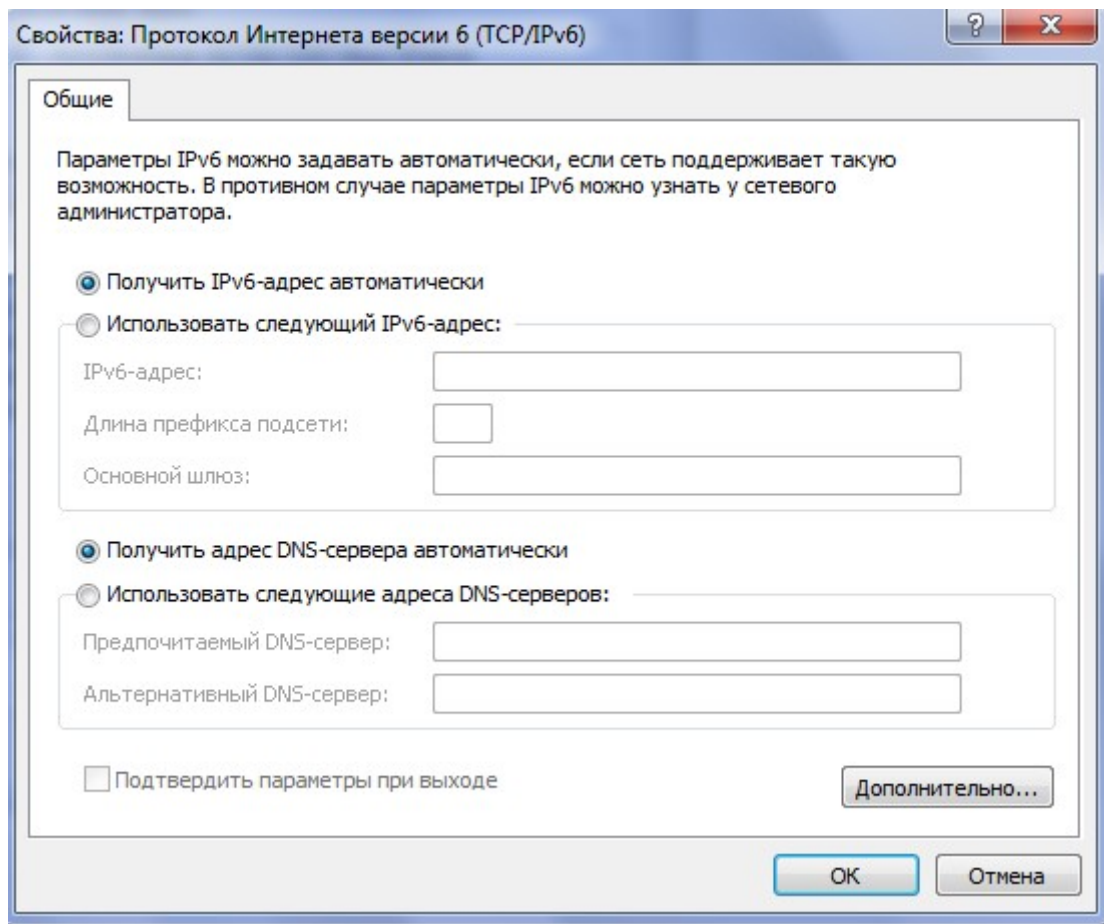 Свойства: Протокол Интернета версии 6 (TCP/IPv6)
Общие
Параметры IPv6 можно задавать автоматически, если сеть поддерживает такую
возможность. В противном случае параметры IPv6 можно узнать у сетевого
администратора.
Получить IPv6-адрес автоматически
Использовать следующий IPv6-адрес:
IPv6-адрес:
Длина префикса подсети:
Основной шлюз:
Получить адрес DNS-сервера автоматически
Использовать следующие адреса DNS-серверов:
Предпочитаемый DNS-сервер:
Альтернативный DNS-сервер:
Подтвердить параметры при выходе
Дополнительно...
ОК
Отмена